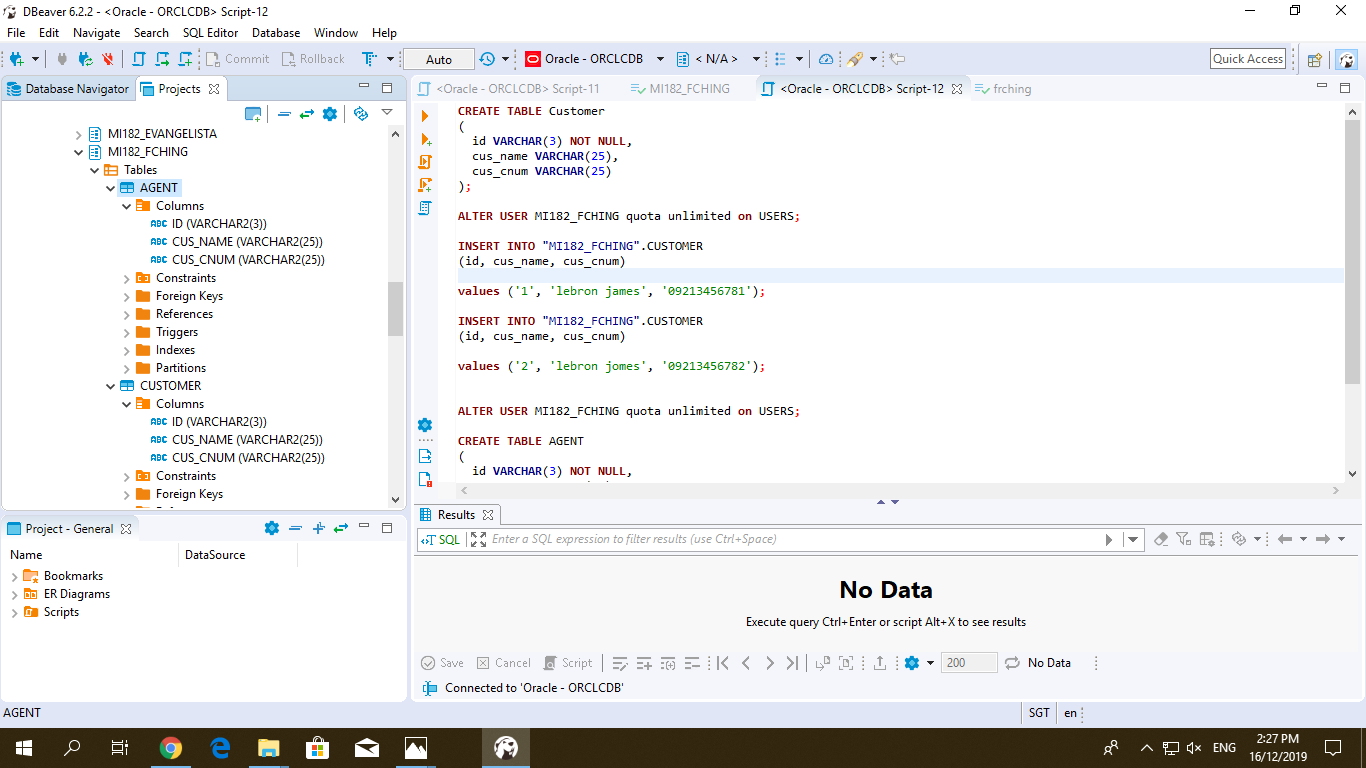 DBeaver 6.2.2 - <Oracle - ORCLCDB> Script-12
File Edit Navigate Search SQL Editor Database Window Help
Commit Rollback Auto Oracle - ORCLCDB < N/A > Quick Access
Database Navigator Projects
MI182_EVANGELISTA
MI182_FCHING
Tables
AGENT
Columns
ABC ID (VARCHAR2(3))
ABC CUS_NAME (VARCHAR2(25))
ABC CUS_CNUM (VARCHAR2(25))
Constraints
Foreign Keys
References
Triggers
Indexes
Partitions
CUSTOMER
Columns
ABC ID (VARCHAR2(3))
ABC CUS_NAME (VARCHAR2(25))
ABC CUS_CNUM (VARCHAR2(25))
Constraints
Foreign Keys
Project - General
Name DataSource
Bookmarks
ER Diagrams
Scripts
<Oracle - ORCLCDB> Script-11 MI182_FCHING <Oracle - ORCLCDB> Script-12 frching
CREATE TABLE Customer
(
id VARCHAR(3) NOT NULL,
cus_name VARCHAR(25),
cus_cnum VARCHAR(25)
);
ALTER USER MI182_FCHING quota unlimited on USERS;
INSERT INTO "MI182_FCHING".CUSTOMER
(id, cus_name, cus_cnum)
values ('1', 'lebron james', '09213456781');
INSERT INTO "MI182_FCHING".CUSTOMER
(id, cus_name, cus_cnum)
values ('2', 'lebron jomes', '09213456782');
ALTER USER MI182_FCHING quota unlimited on USERS;
CREATE TABLE AGENT
(
id VARCHAR(3) NOT NULL,
Results
SQL Enter a SQL expression to filter results (use Ctrl+Space)
No Data
Execute query Ctrl+Enter or script Alt+X to see results
Save Cancel Script 200 No Data
Connected to 'Oracle - ORCLCDB'
AGENT SGT en
ENG 2:27 PM
16/12/2019